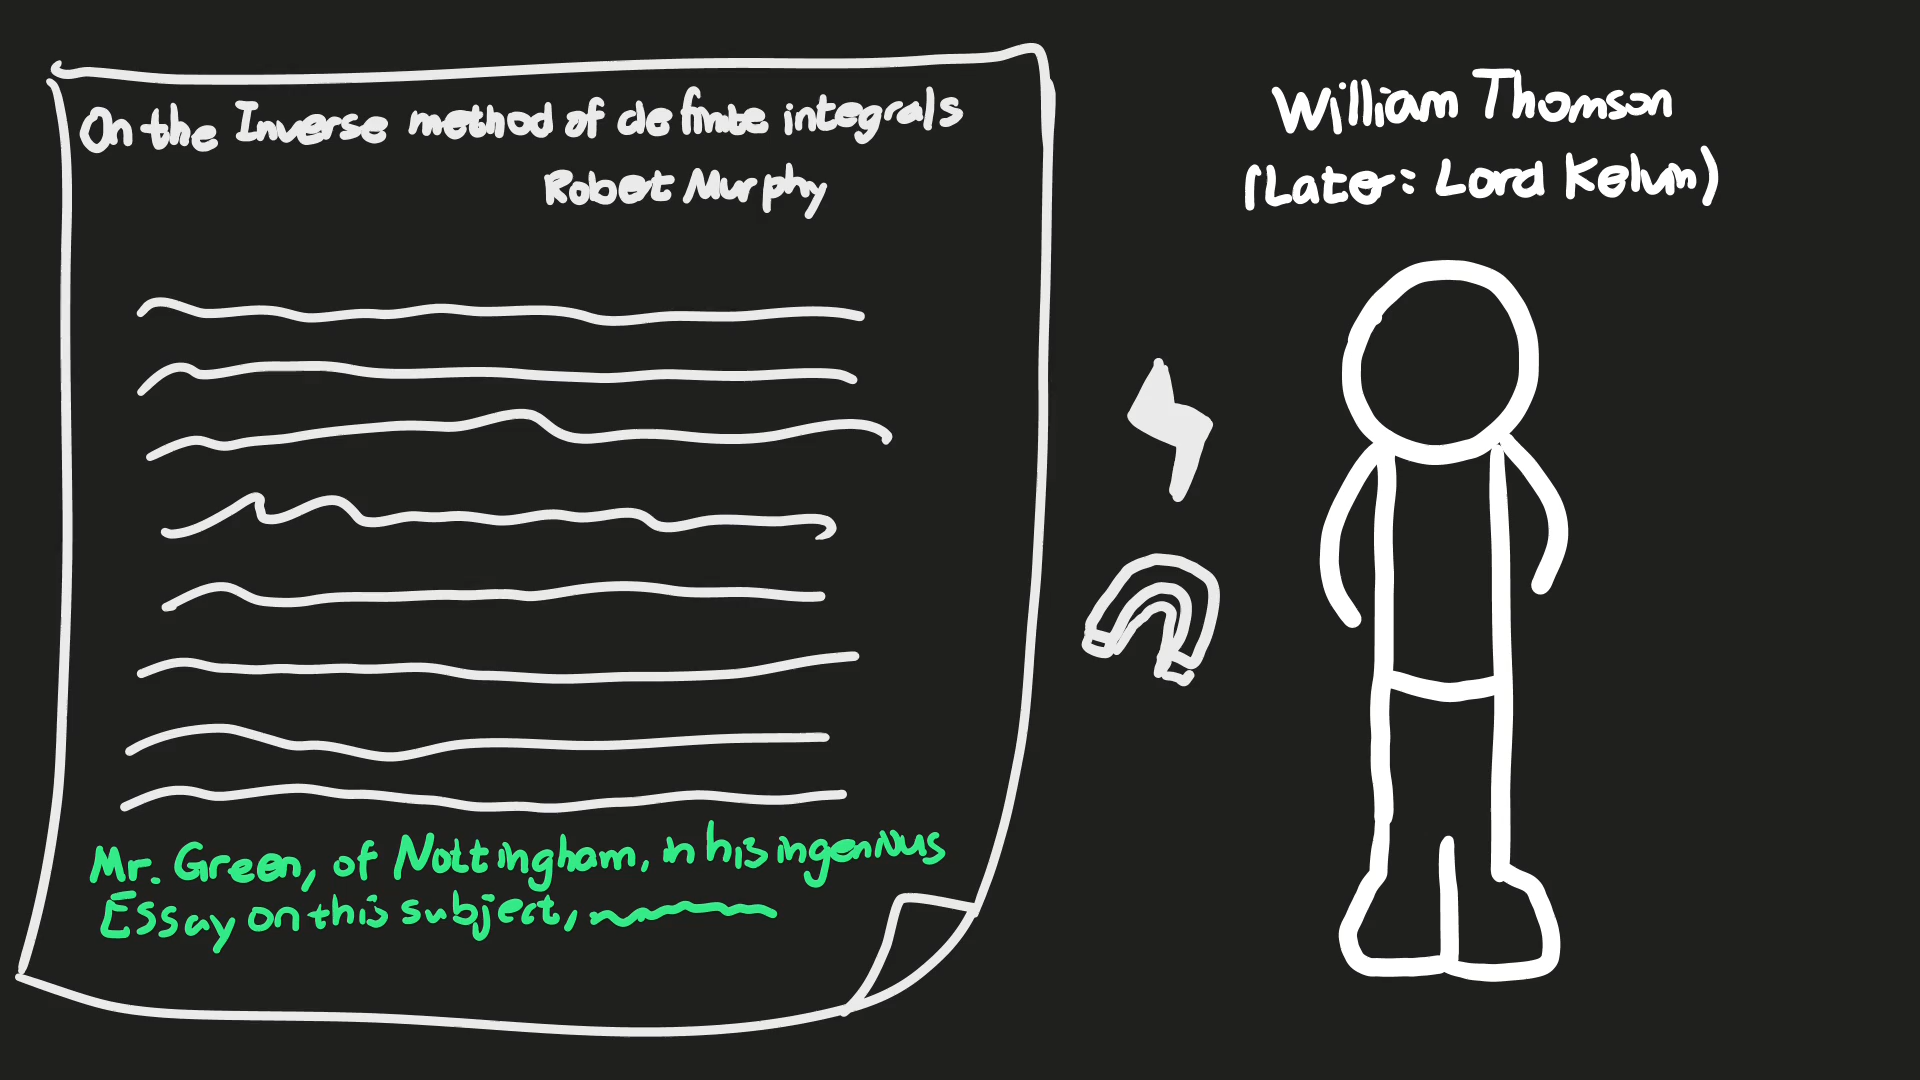 On the Inverse method of definite integrals
Robert Murphy
William Thomson
(Later: Lord Kelvin)
Mr. Green, of Nottingham, in his ingenious
Essay on this subject,